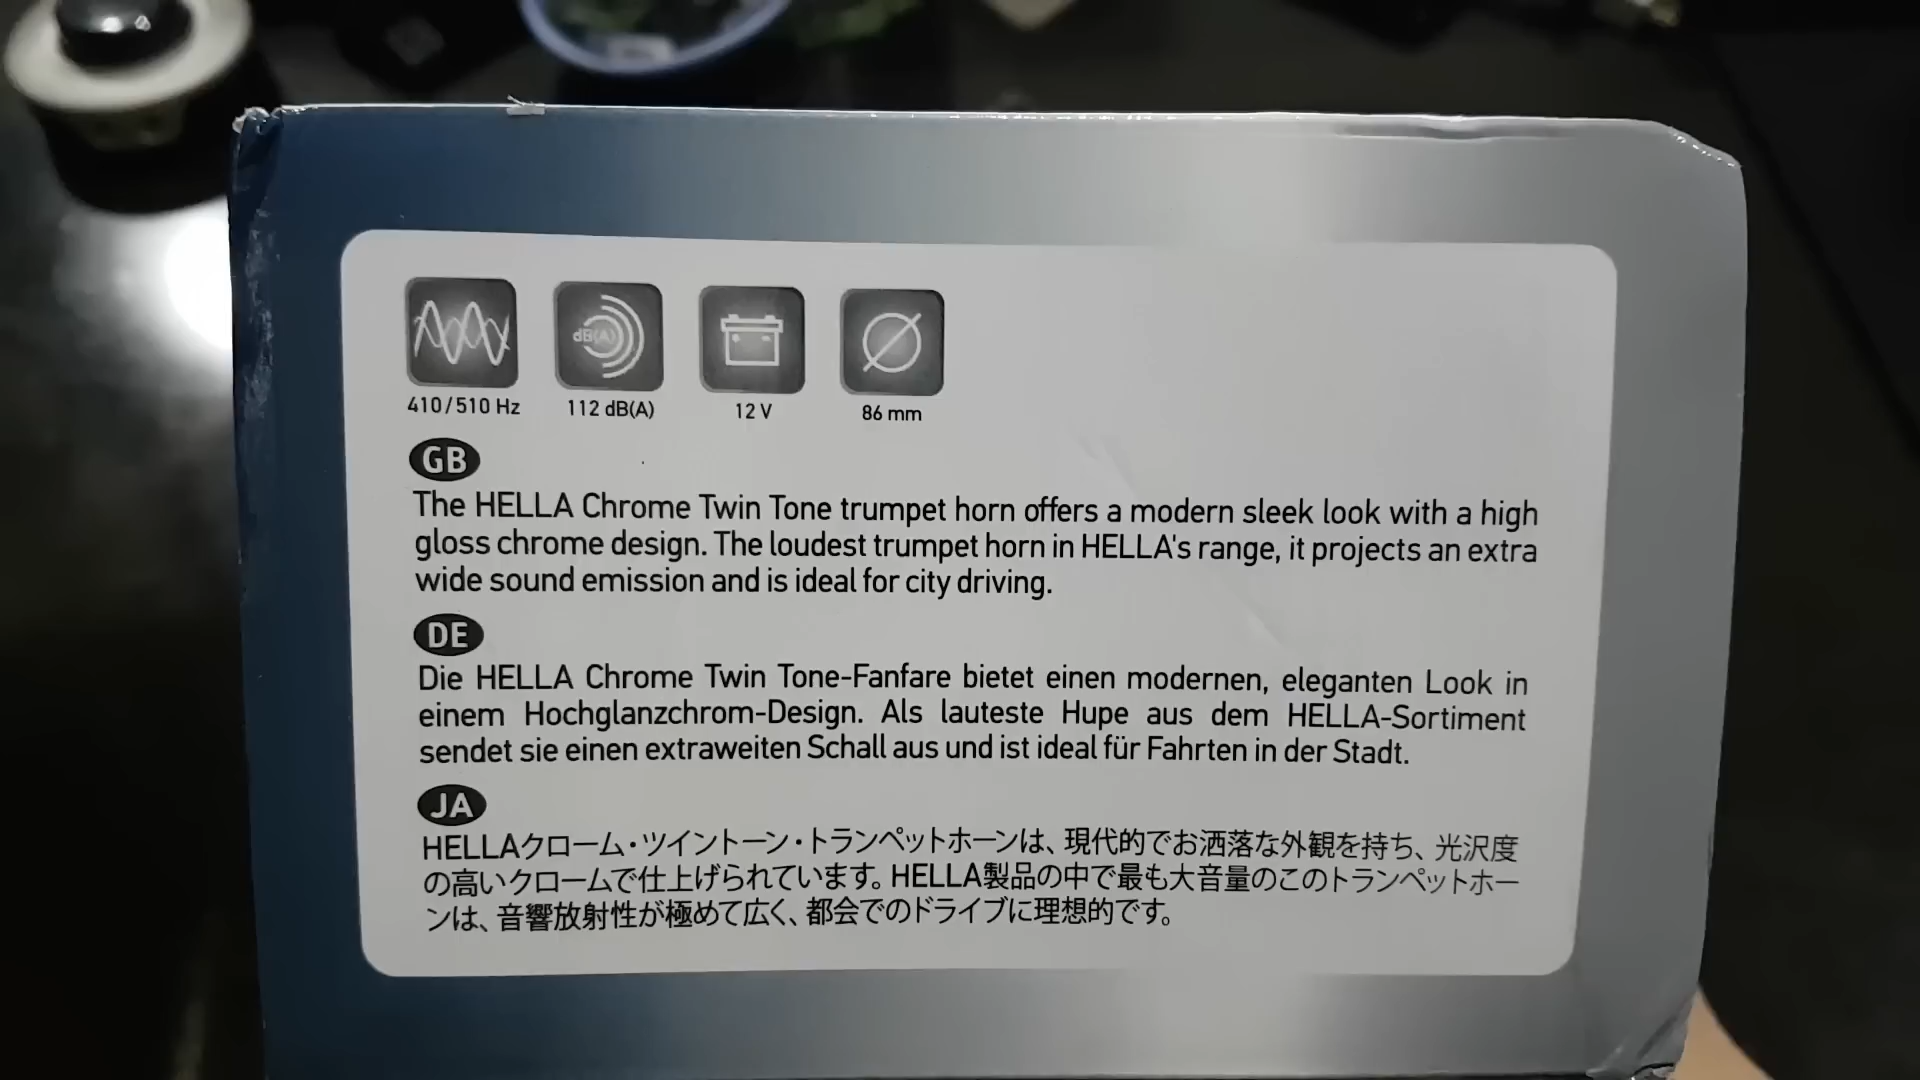 dB(A)
410/510 Hz 112 dB(A) 12 V 86 mm
GB
The HELLA Chrome Twin Tone trumpet horn offers a modern sleek look with a high
gloss chrome design. The loudest trumpet horn in HELLA's range, it projects an extra
wide sound emission and is ideal for city driving.
DE
Die HELLA Chrome Twin Tone-Fanfare bietet einen modernen, eleganten Look in
einem Hochglanzchrom-Design. Als lauteste Hupe aus dem HELLA-Sortiment
sendet sie einen extraweiten Schall aus und ist ideal für Fahrten in der Stadt.
JA
HELLAクローム・ツイントーン・トランペットホーンは、現代的でお洒落な外観を持ち、光沢度
の高いクロームで仕上げられています。HELLA製品の中で最も大音量のこのトランペットホー
ンは、音響放射性が極めて広く、都会でのドライブに理想的です。